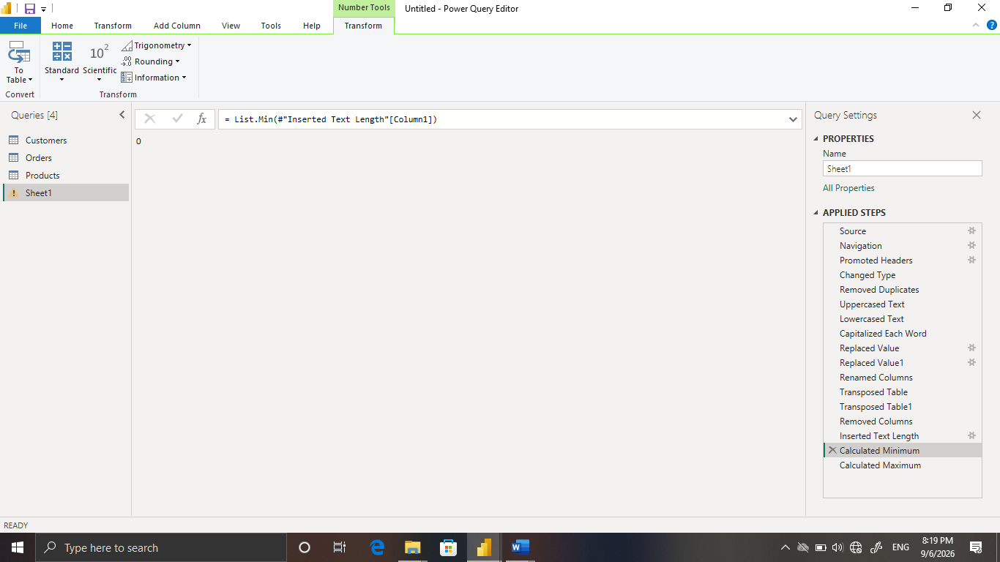 Number Tools
Untitled - Power Query Editor
File
Home
Transform
Add Column
View
Tools
Help
Transform
?
To
Table
Convert
Standard
10²
Scientific
Trigonometry
.00
Rounding
Information
Transform
Queries [4]
Customers
Orders
Products
Sheet1
fx
= List.Min(#"Inserted Text Length"[Column1])
0
Query Settings
PROPERTIES
Name
Sheet1
All Properties
APPLIED STEPS
Source
Navigation
Promoted Headers
Changed Type
Removed Duplicates
Uppercased Text
Lowercased Text
Capitalized Each Word
Replaced Value
Replaced Value1
Renamed Columns
Transposed Table
Transposed Table1
Removed Columns
Inserted Text Length
Calculated Minimum
Calculated Maximum
READY
Type here to search
W
ENG
8:19 PM
9/6/2026